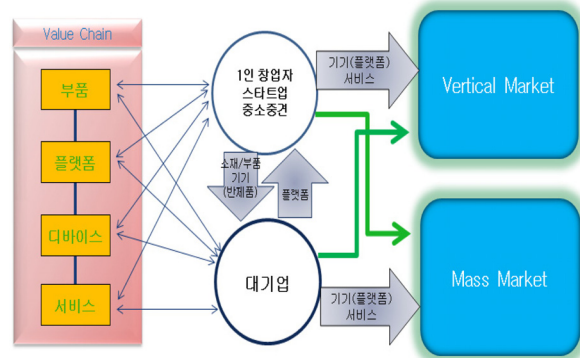 Value Chain
부품
플랫폼
디바이스
서비스
1인 창업자
스타트업
중소중견
소재/부품
기기
(반제품)
플랫폼
대기업
기기(플랫폼)
서비스
Vertical Market
기기(플랫폼)
서비스
Mass Market